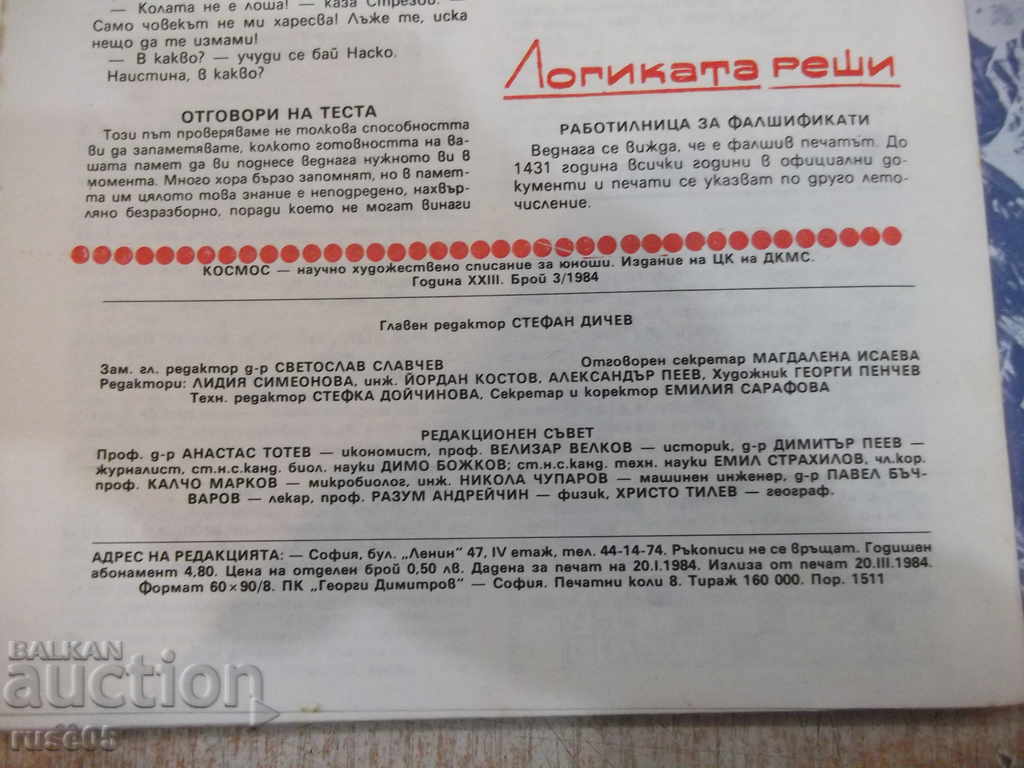 — Колата не е лоша! — каза Стрезов. —
Само човекът не ми харесва! Лъже те, иска
нещо да те измами!
— В какво? — учуди се бай Наско.
Наистина, в какво?
ОТГОВОРИ НА ТЕСТА
Този път проверяваме не толкова способността
ви да запаметявате, колкото готовността на ва-
шата памет да ви поднесе веднага нужното ви в
момента. Много хора бързо запомнят, но в памет-
та им цялото това знание е неподредено, нахвър-
ляно безразборно, поради което не могат винаги
Логиката реши
РАБОТИЛНИЦА ЗА ФАЛШИФИКАТИ
Веднага се вижда, че е фалшив печатът. До
1431 година всички години в официални до-
кументи и печати се указват по друго лето-
числение.
КОСМОС — научно художествено списание за юноши. Издание на ЦК на ДКМС.
Година XXIII. Брой 3/1984
Главен редактор СТЕФАН ДИЧЕВ
Зам. гл. редактор д-р СВЕТОСЛАВ СЛАВЧЕВ Отговорен секретар МАГДАЛЕНА ИСАЕВА
Редактори: ЛИДИЯ СИМЕОНОВА, инж. ЙОРДАН КОСТОВ, АЛЕКСАНДЪР ПЕЕВ, Художник ГЕОРГИ ПЕНЧЕВ
Техн. редактор СТЕФКА ДОЙЧИНОВА, Секретар и коректор ЕМИЛИЯ САРАФОВА
РЕДАКЦИОНЕН СЪВЕТ
Проф. д-р АНАСТАС ТОТЕВ — икономист, проф. ВЕЛИЗАР ВЕЛКОВ — историк, д-р ДИМИТЪР ПЕЕВ —
журналист, ст.н.с.канд. биол. науки ДИМО БОЖКОВ; ст.н.с.канд. техн. науки ЕМИЛ СТРАХИЛОВ, чл.кор.
проф. КАЛЧО МАРКОВ — микробиолог, инж. НИКОЛА ЧУПАРОВ — машинен инженер, д-р ПАВЕЛ БЪЧ-
ВАРОВ — лекар, проф. РАЗУМ АНДРЕЙЧИН — физик, ХРИСТО ТИЛЕВ — географ.
АДРЕС НА РЕДАКЦИЯТА: — София, бул. „Ленин" 47, IV етаж, тел. 44-14-74. Ръкописи не се връщат. Годишен
абонамент 4,80. Цена на отделен брой 0,50 лв. Дадена за печат на 20.I.1984. Излиза от печат 20.III.1984.
Формат 60×90/8. ПК „Георги Димитров" — София. Печатни коли 8. Тираж 160 000. Пор. 1511
BALKAN
auction
ruse05